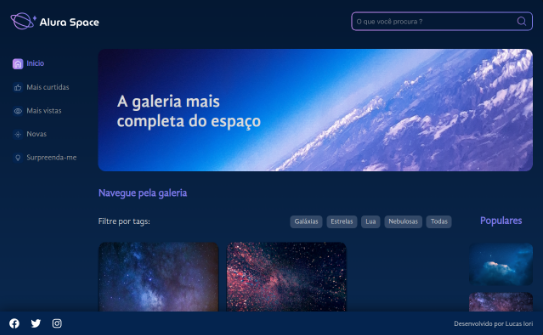 Alura Space
O que você procura ?
Início
Mais curtidas
Mais vistas
Novas
Surpreenda-me
A galeria mais
completa do espaço
Navegue pela galeria
Filtre por tags:
Galáxias
Estrelas
Lua
Nebulosas
Todas
Populares
Desenvolvido por Lucas Iori